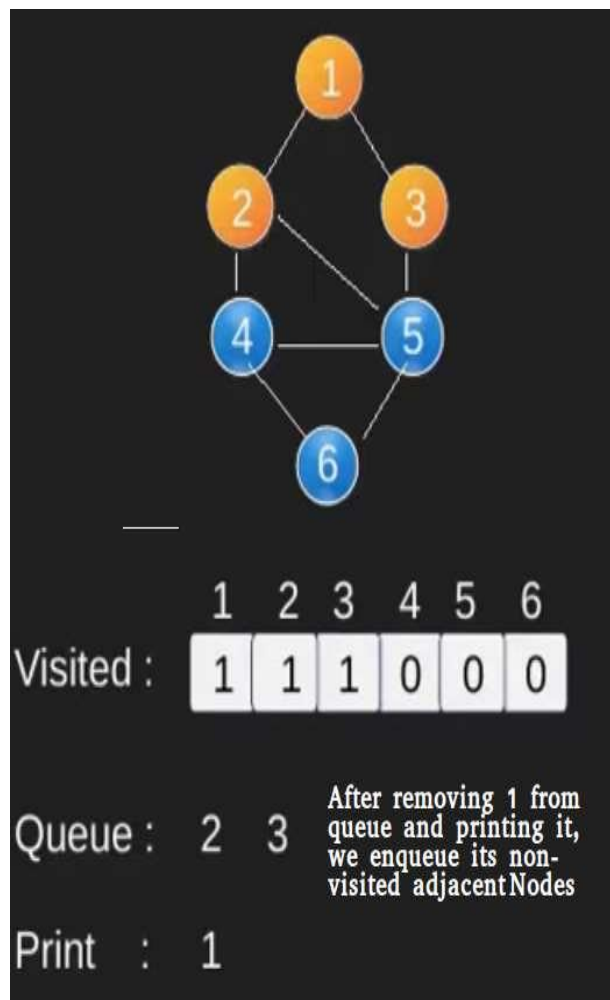 1
2 3
4 5
6
1 2 3 4 5 6
Visited : 1 1 1 0 0 0
Queue : 2 3
After removing 1 from
queue and printing it,
we enqueue its non-
visited adjacent Nodes
Print : 1